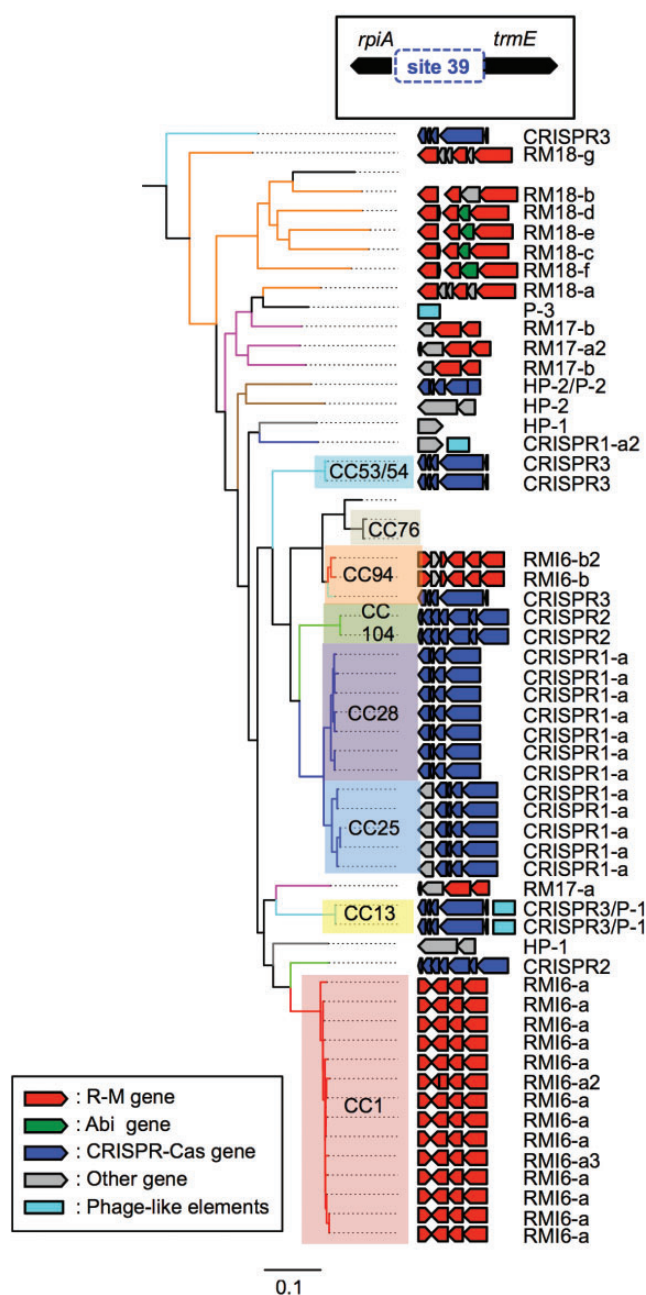 rpiA trmE
site 39
CRISPR3
RM18-g
RM18-b
RM18-d
RM18-e
RM18-c
RM18-f
RM18-a
P-3
RM17-b
RM17-a2
RM17-b
HP-2/P-2
HP-2
HP-1
CRISPR1-a2
CC53/54 CRISPR3
CRISPR3
CC76
RMI6-b2
CC94 RMI6-b
CRISPR3
CC CRISPR2
104 CRISPR2
CRISPR1-a
CRISPR1-a
CRISPR1-a
CC28 CRISPR1-a
CRISPR1-a
CRISPR1-a
CRISPR1-a
CRISPR1-a
CRISPR1-a
CC25 CRISPR1-a
CRISPR1-a
CRISPR1-a
RM17-a
CC13 CRISPR3/P-1
CRISPR3/P-1
HP-1
CRISPR2
RMI6-a
RMI6-a
RMI6-a
RMI6-a
RMI6-a
RMI6-a2
CC1 RMI6-a
RMI6-a
RMI6-a
RMI6-a3
RMI6-a
RMI6-a
RMI6-a
RMI6-a
: R-M gene
: Abi gene
: CRISPR-Cas gene
: Other gene
: Phage-like elements
0.1